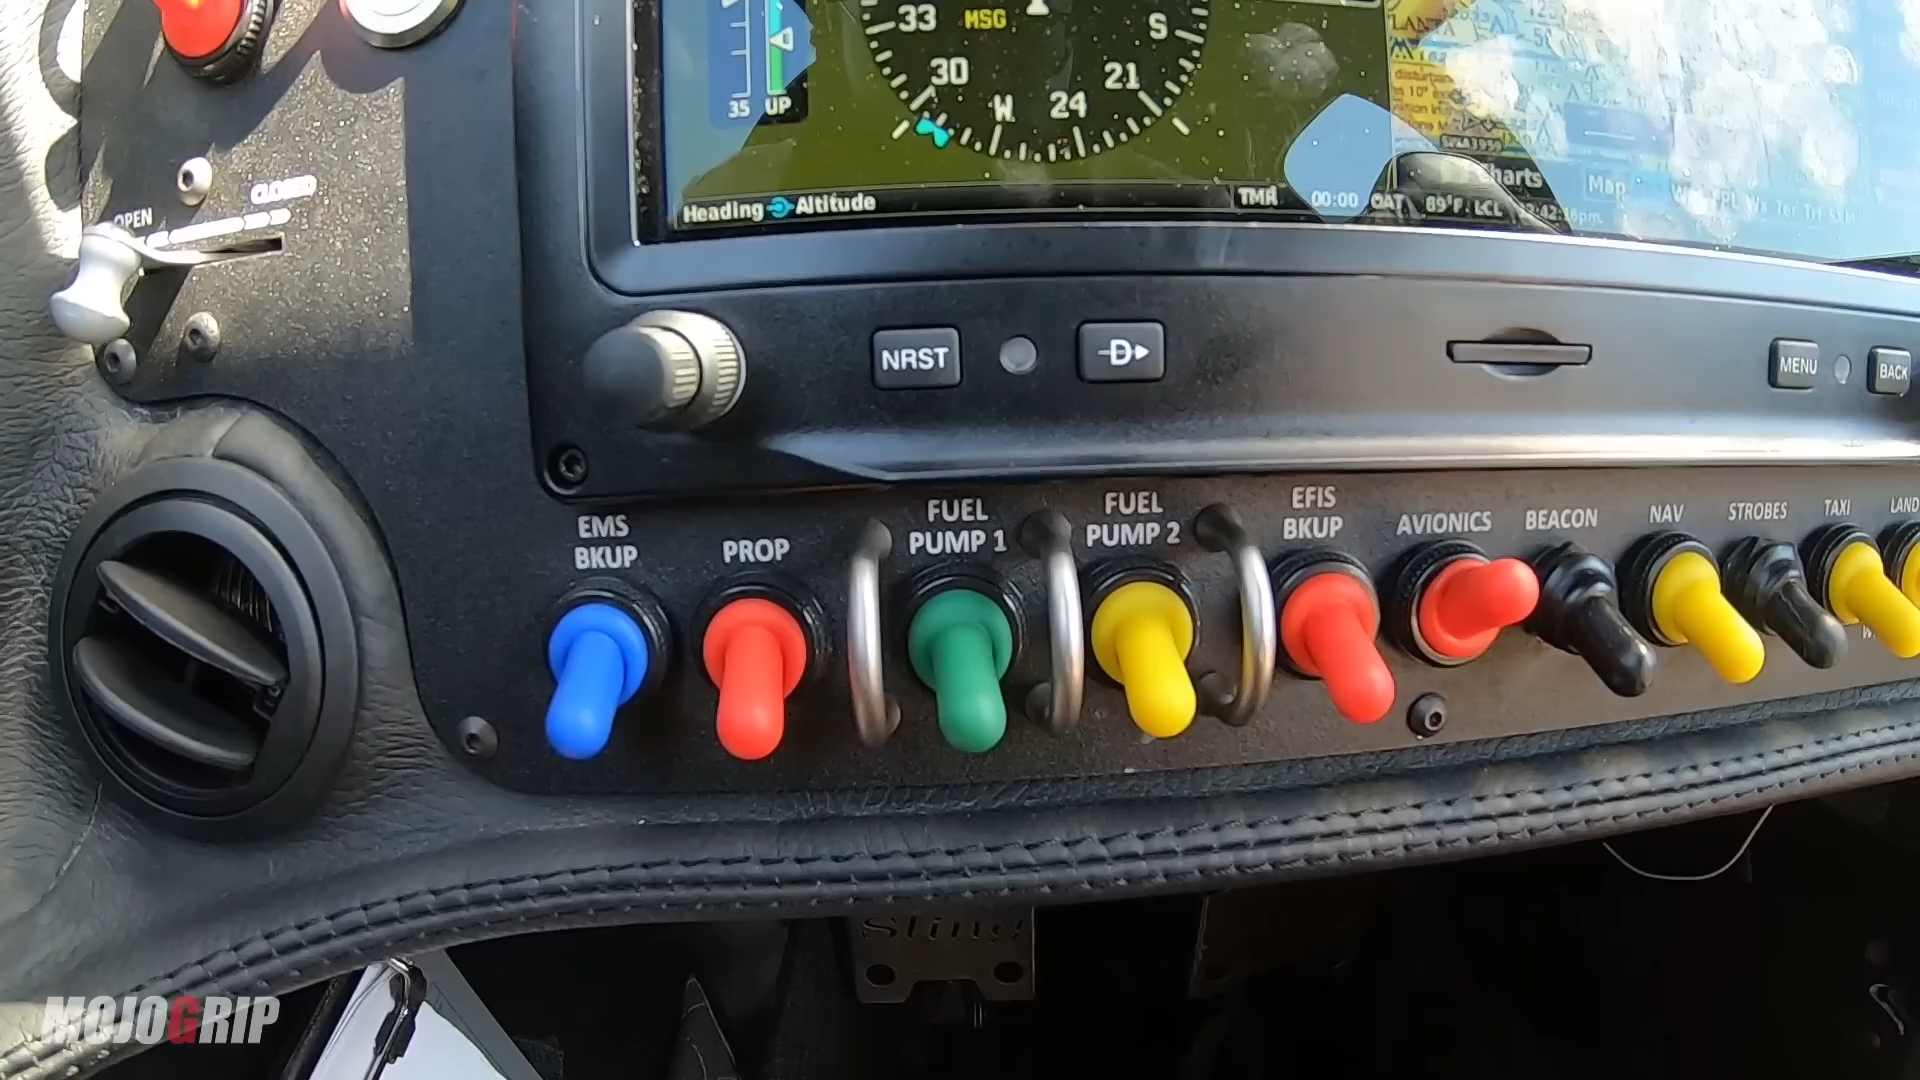 33
MSG
S
30
21
W
24
35
UP
Heading
Altitude
TMR
00:00
OAT
89°F
LCL
Charts
Map
OPEN
CLOSED
NRST
D
MENU
BACK
EMS
BKUP
PROP
FUEL
PUMP 1
FUEL
PUMP 2
EFIS
BKUP
AVIONICS
BEACON
NAV
STROBES
TAXI
LAND
Sling
MOJOGRIP